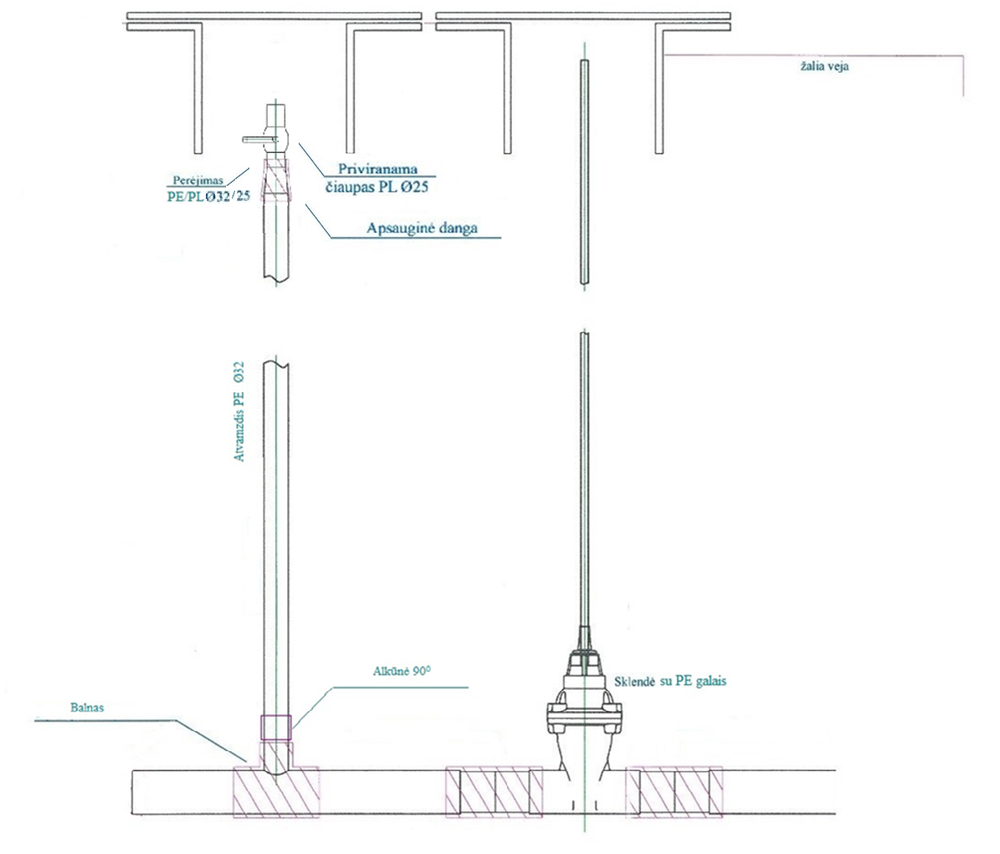 žalia veja
Priviranama
čiaupas PL Ø25
Perėjimas
PE/PL Ø32/25
Apsauginė danga
Atvamzdis PE Ø32
Alkūnė 90⁰
Sklendė su PE galais
Balnas